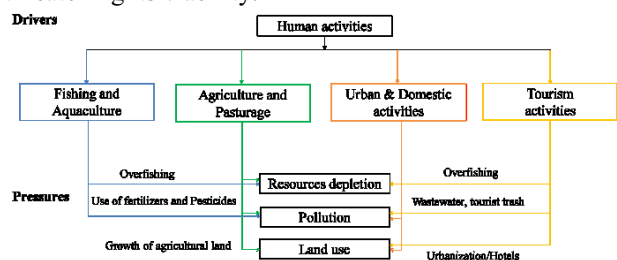 Drivers
Human activities
Fishing and
Aquaculture
Agriculture and
Pasturage
Urban & Domestic
activities
Tourism
activities
Overfishing
Resources depletion
Overfishing
Pressures
Use of fertilizers and Pesticides
Wastewater, tourist trash
Pollution
Growth of agricultural land
Land use
Urbanization/Hotels